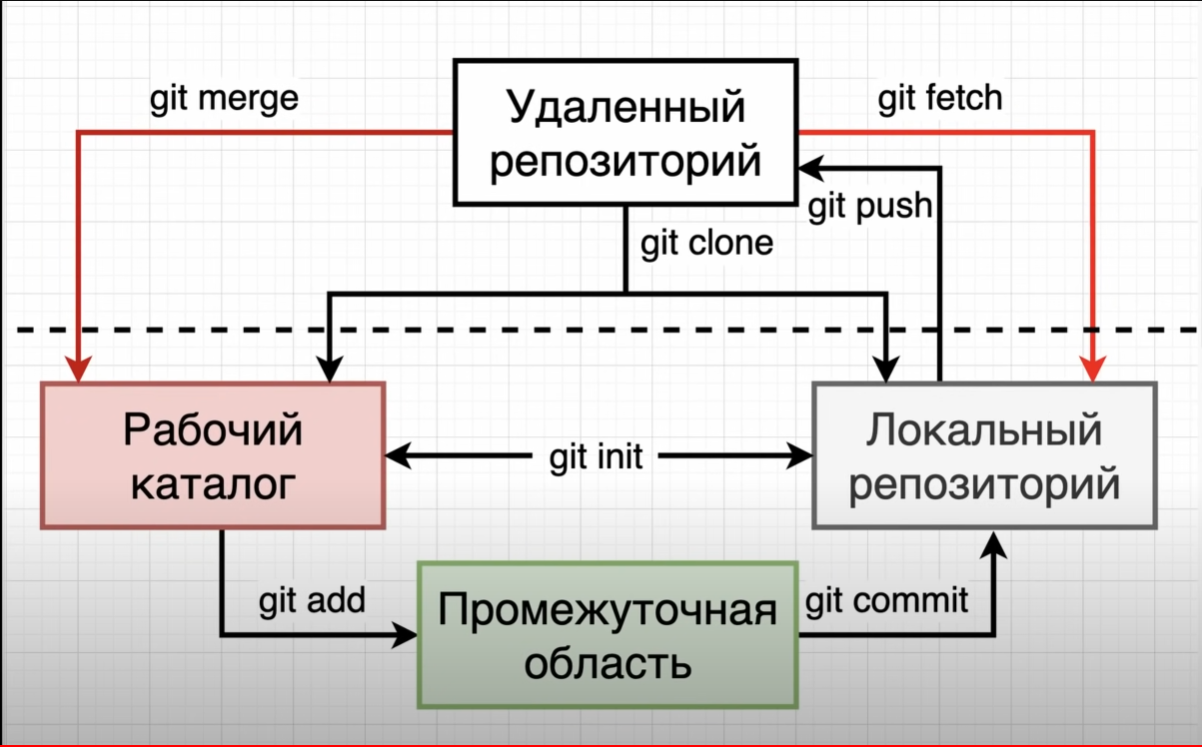 git merge
Удаленный
репозиторий
git fetch
git push
git clone
Рабочий
каталог
git init
Локальный
репозиторий
git add
Промежуточная
область
git commit